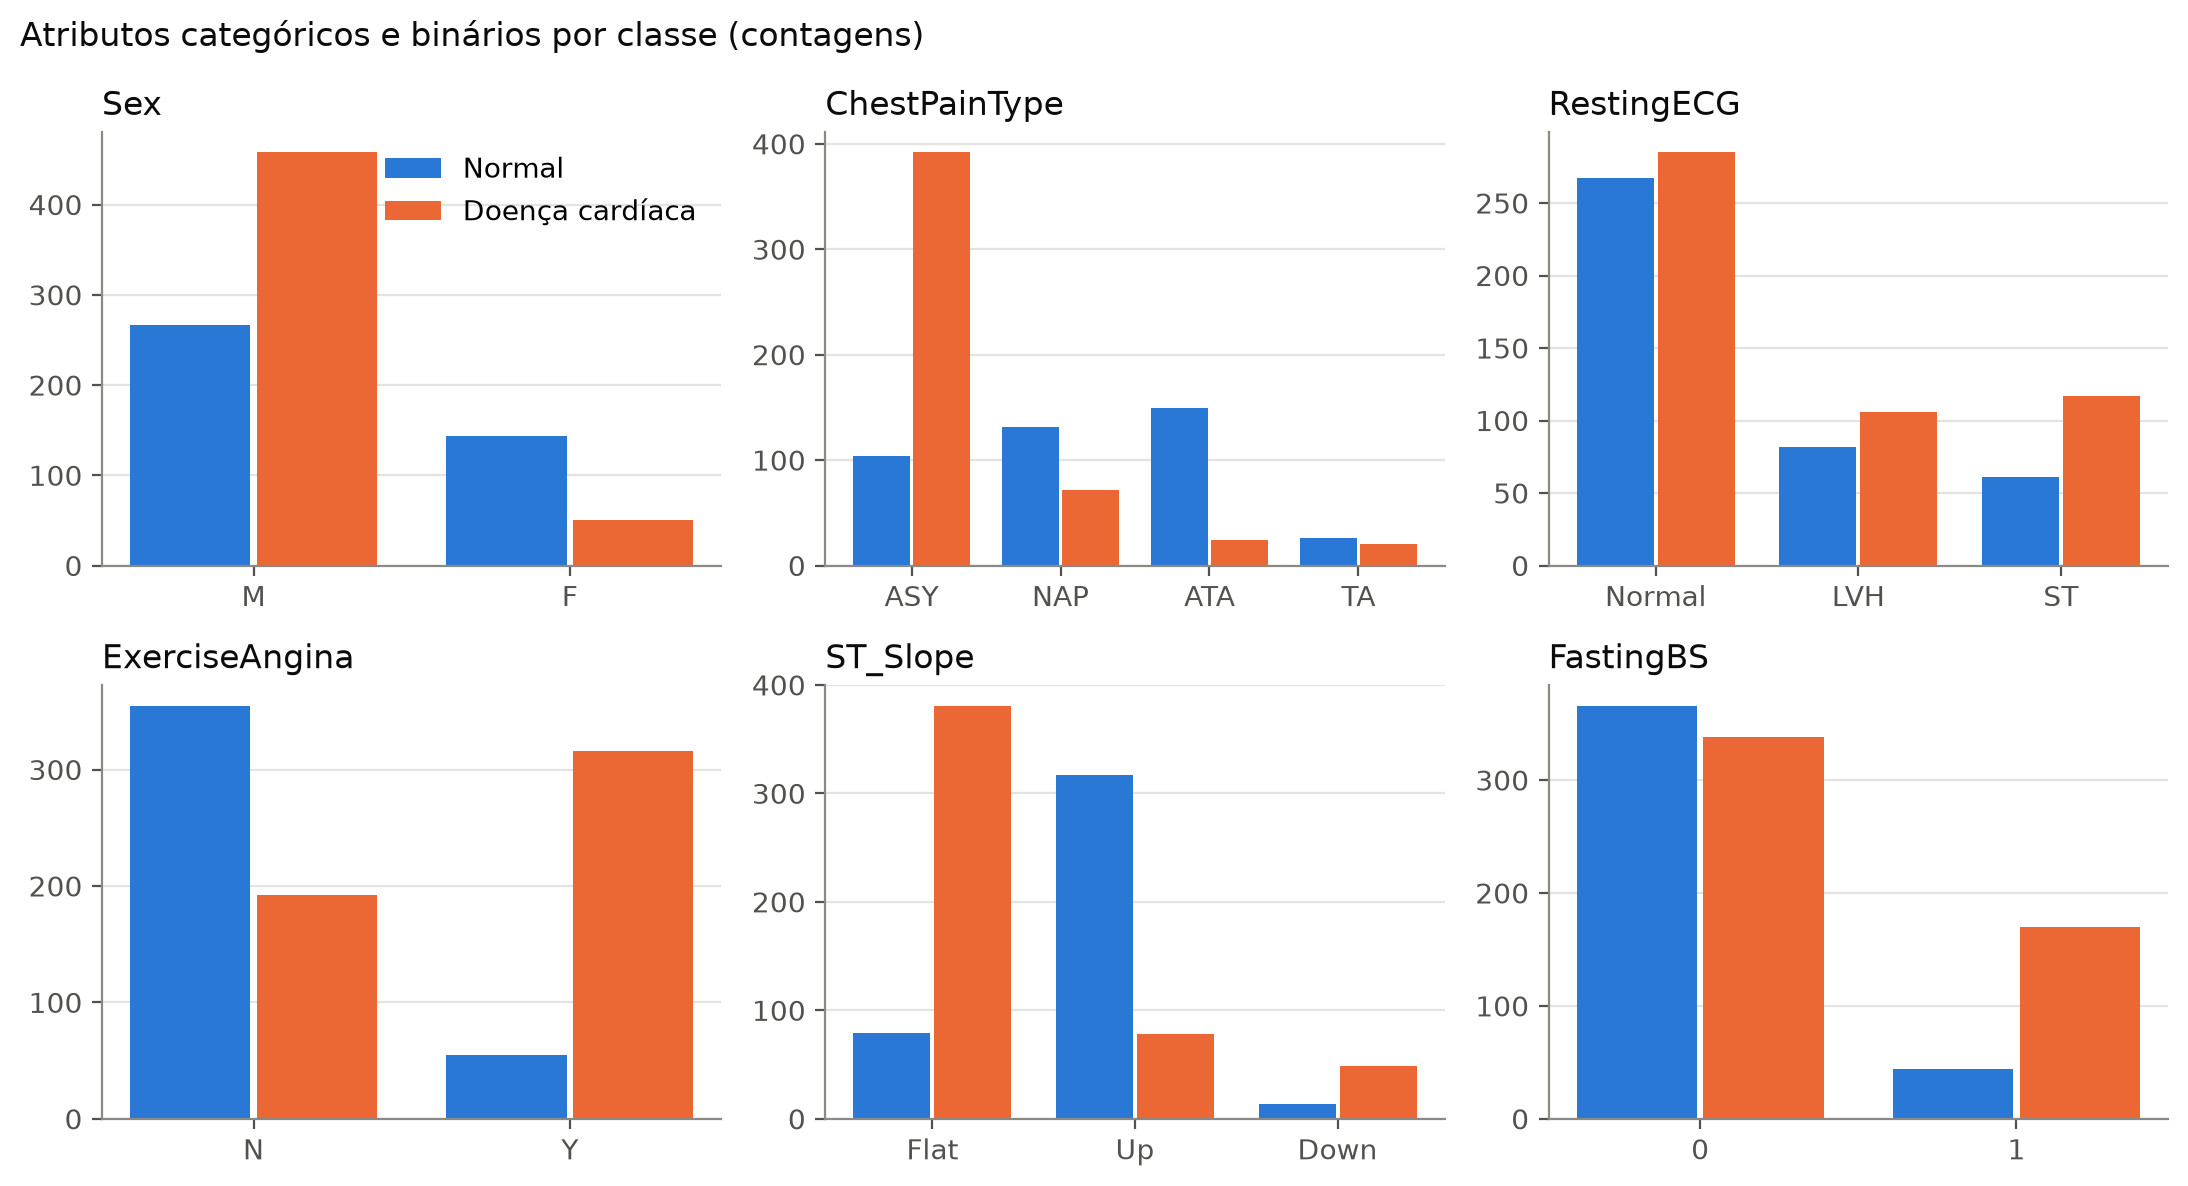 Atributos categóricos e binários por classe (contagens)
Sex
400
300
200
100
0
M F
Normal
Doença cardíaca
ChestPainType
400
300
200
100
0
ASY NAP ATA TA
RestingECG
250
200
150
100
50
0
Normal LVH ST
ExerciseAngina
300
200
100
0
N Y
ST_Slope
400
300
200
100
0
Flat Up Down
FastingBS
300
200
100
0
0 1